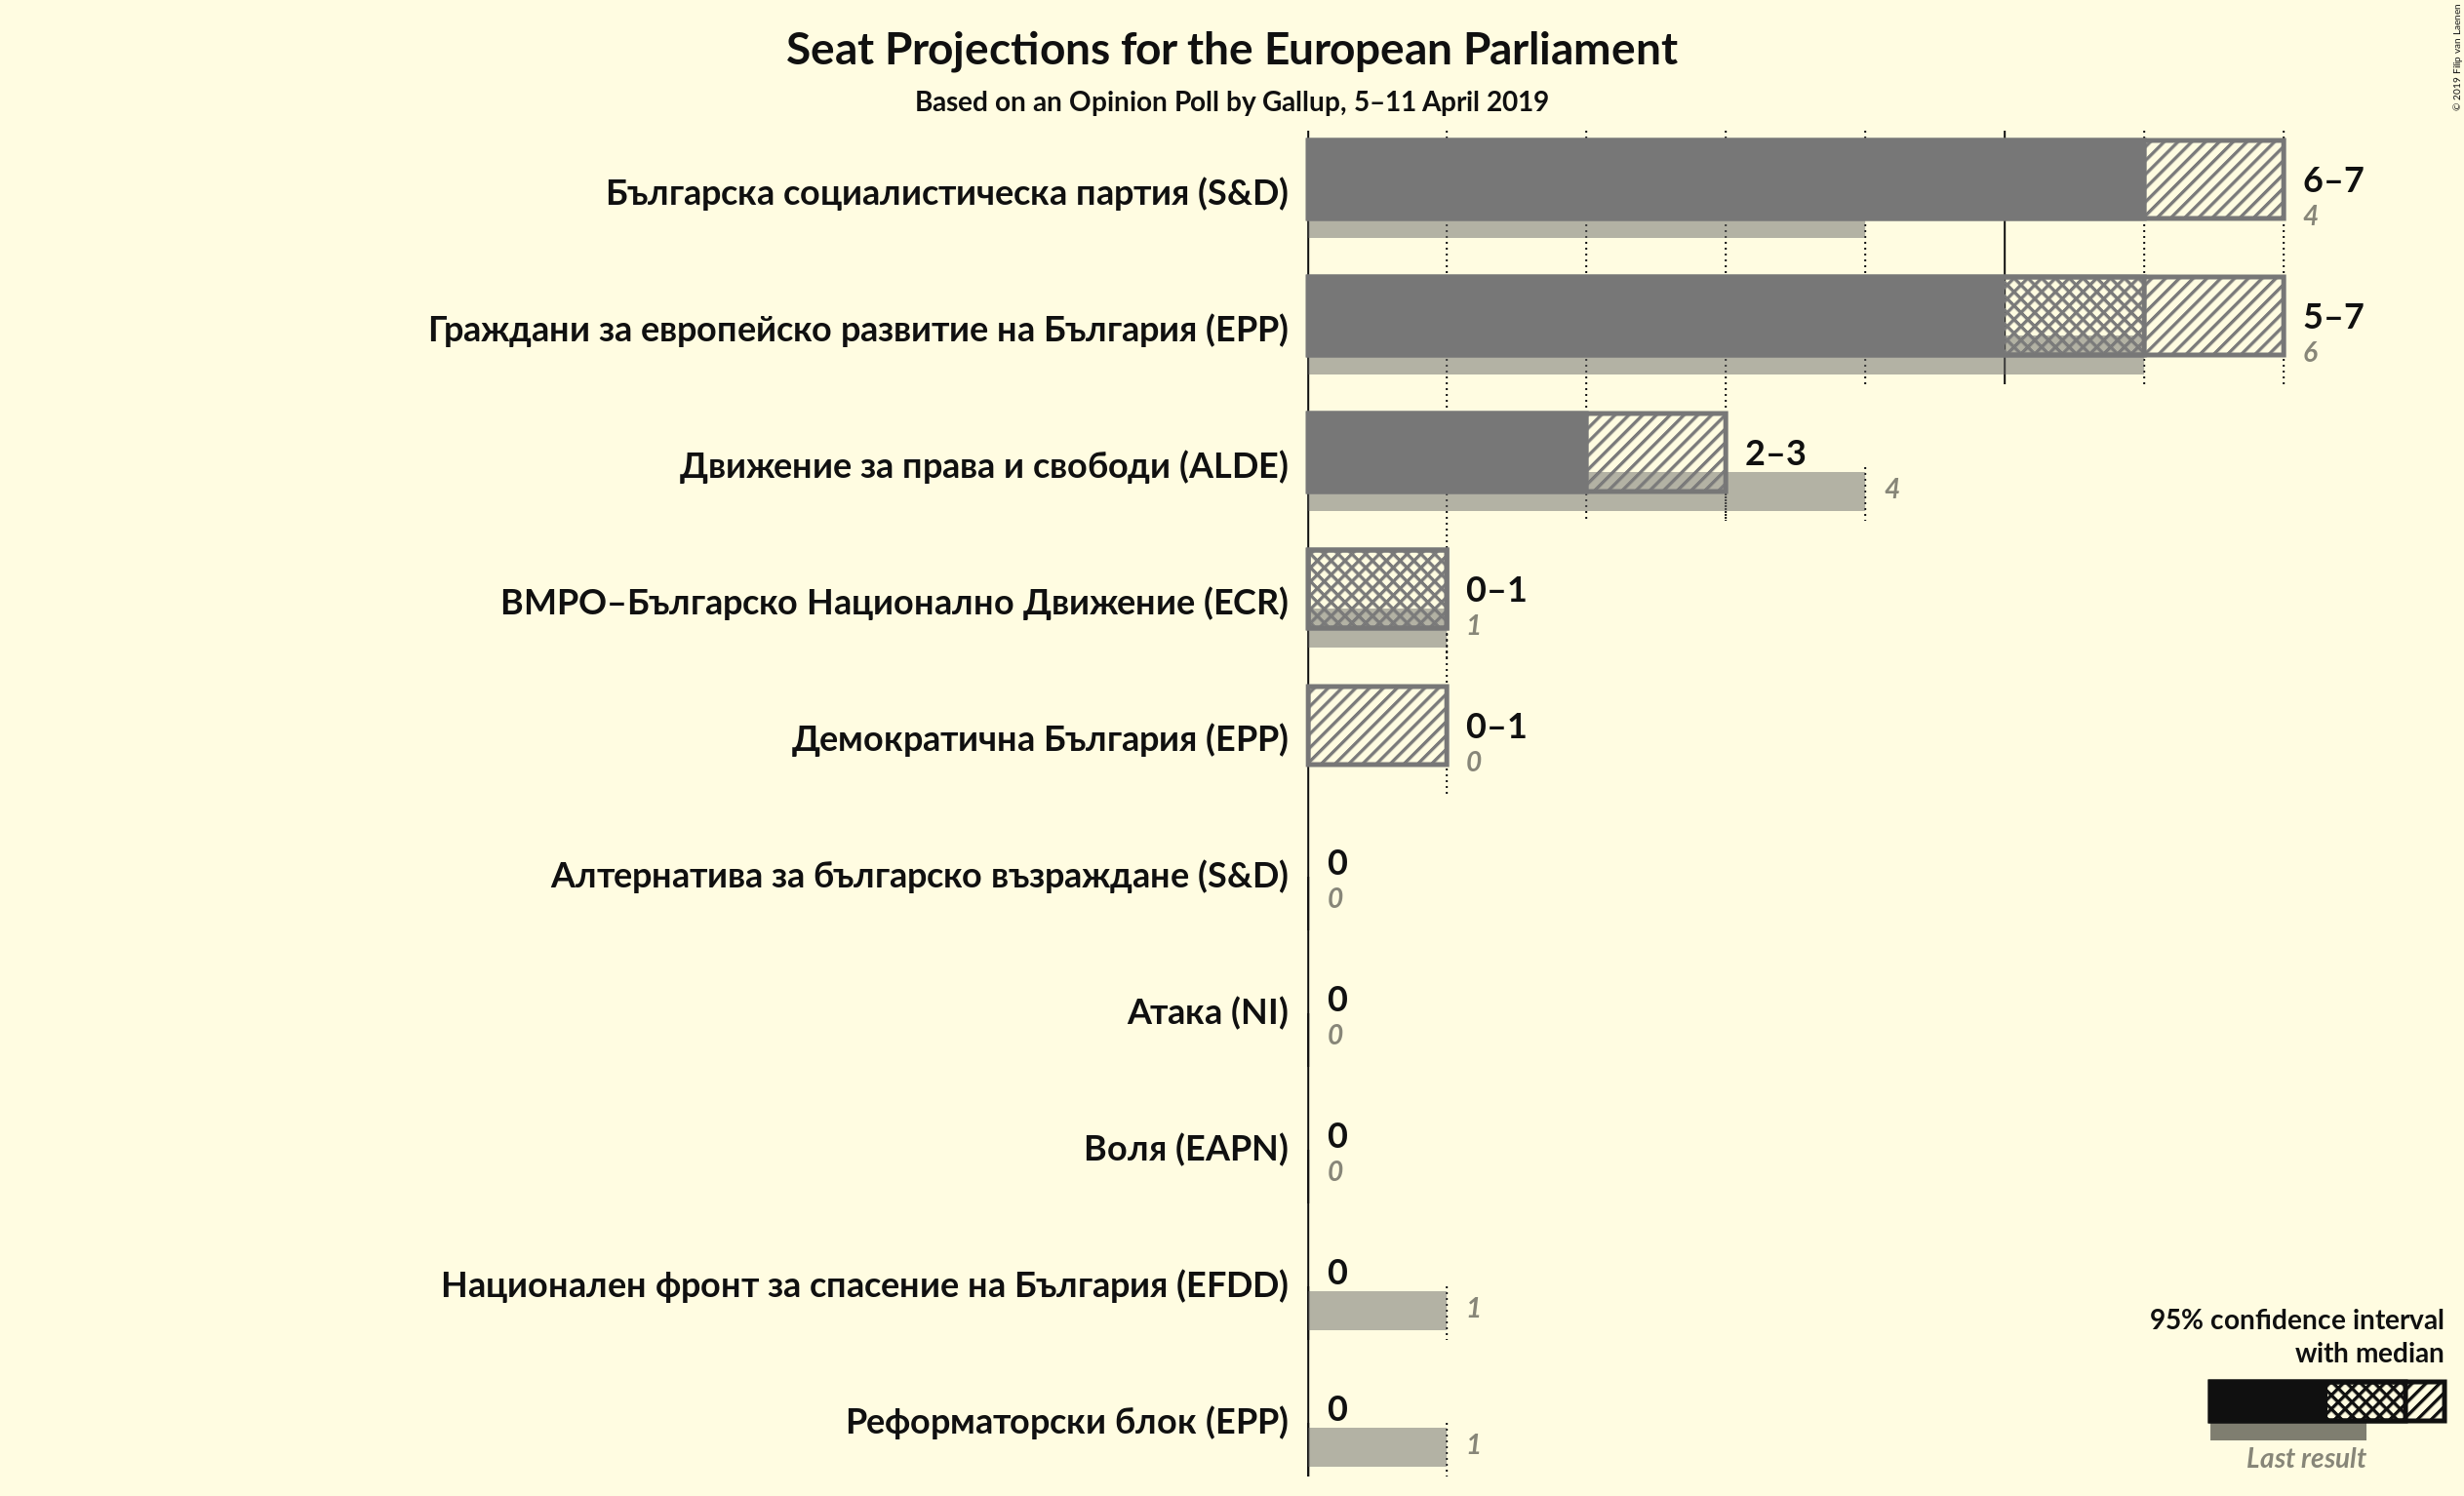 Seat Projections for the European Parliament
Based on an Opinion Poll by Gallup, 5–11 April 2019
© 2019 Filip van Laenen
Българска социалистическа партия (S&D)
6–7
4
Граждани за европейско развитие на България (EPP)
5–7
6
Движение за права и свободи (ALDE)
2–3
4
ВМРО–Българско Национално Движение (ECR)
0–1
1
Демократична България (EPP)
0–1
0
Алтернатива за българско възраждане (S&D)
0
0
Атака (NI)
0
0
Воля (EAPN)
0
0
Национален фронт за спасение на България (EFDD)
0
1
Реформаторски блок (EPP)
0
1
95% confidence interval
with median
Last result